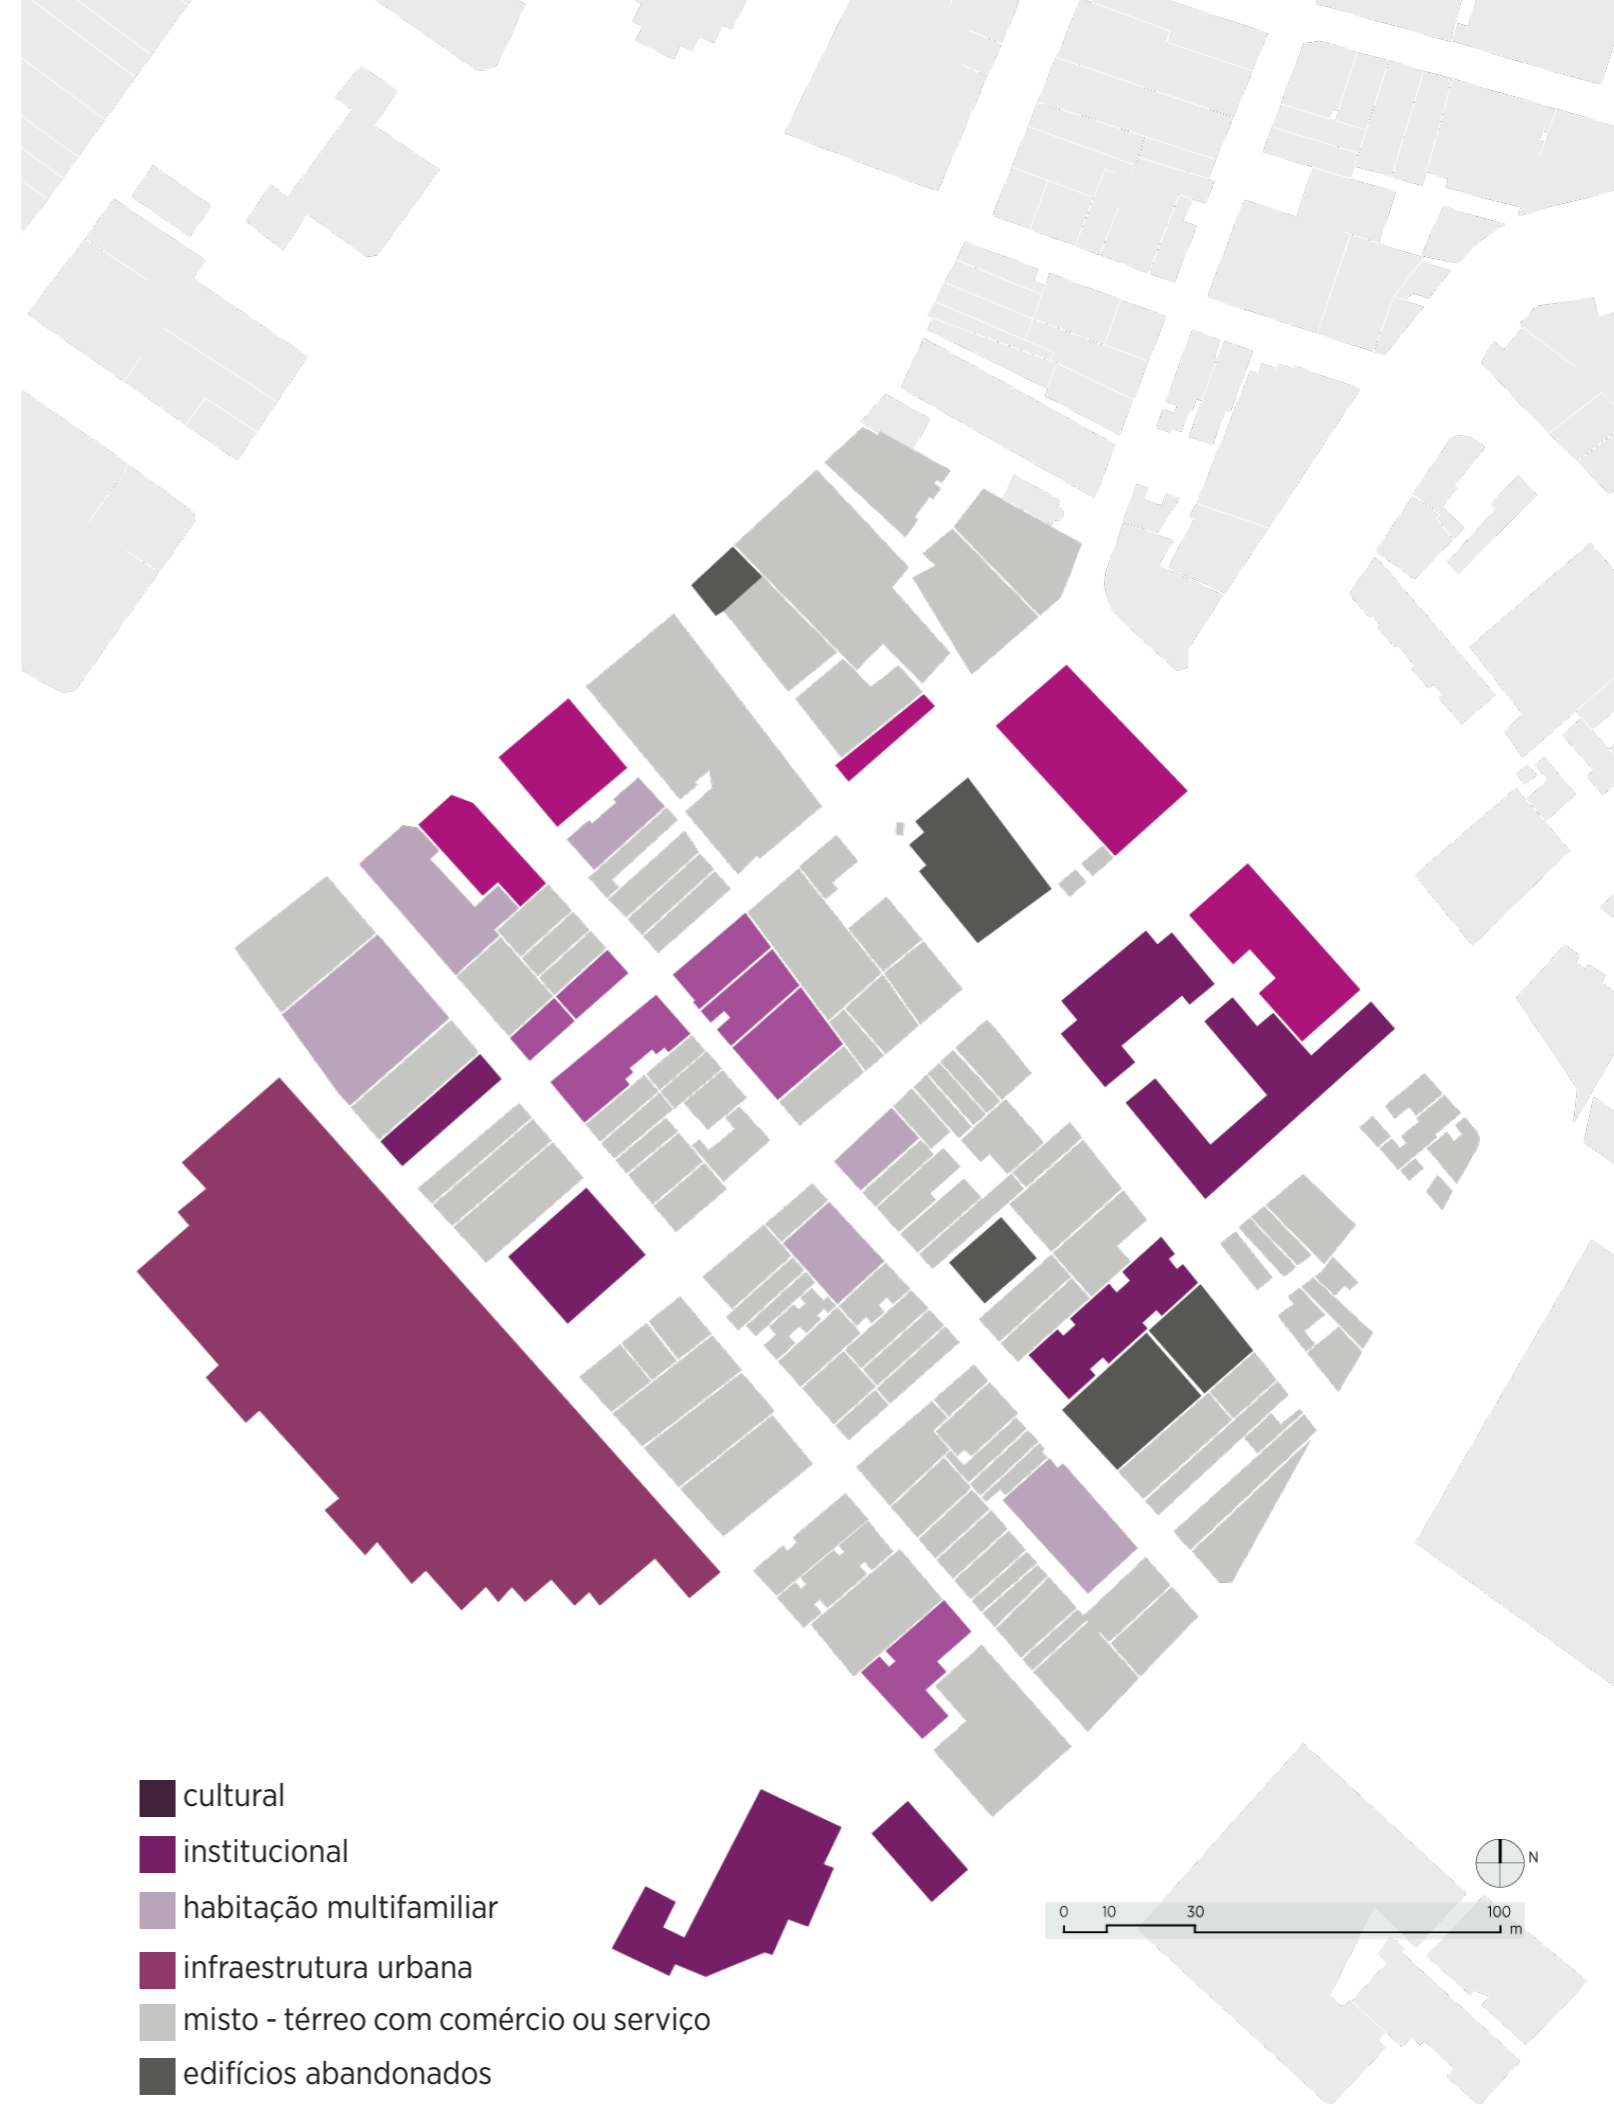 cultural
institucional
habitação multifamiliar
infraestrutura urbana
misto - térreo com comércio ou serviço
edifícios abandonados
N
0 10 30 100
m